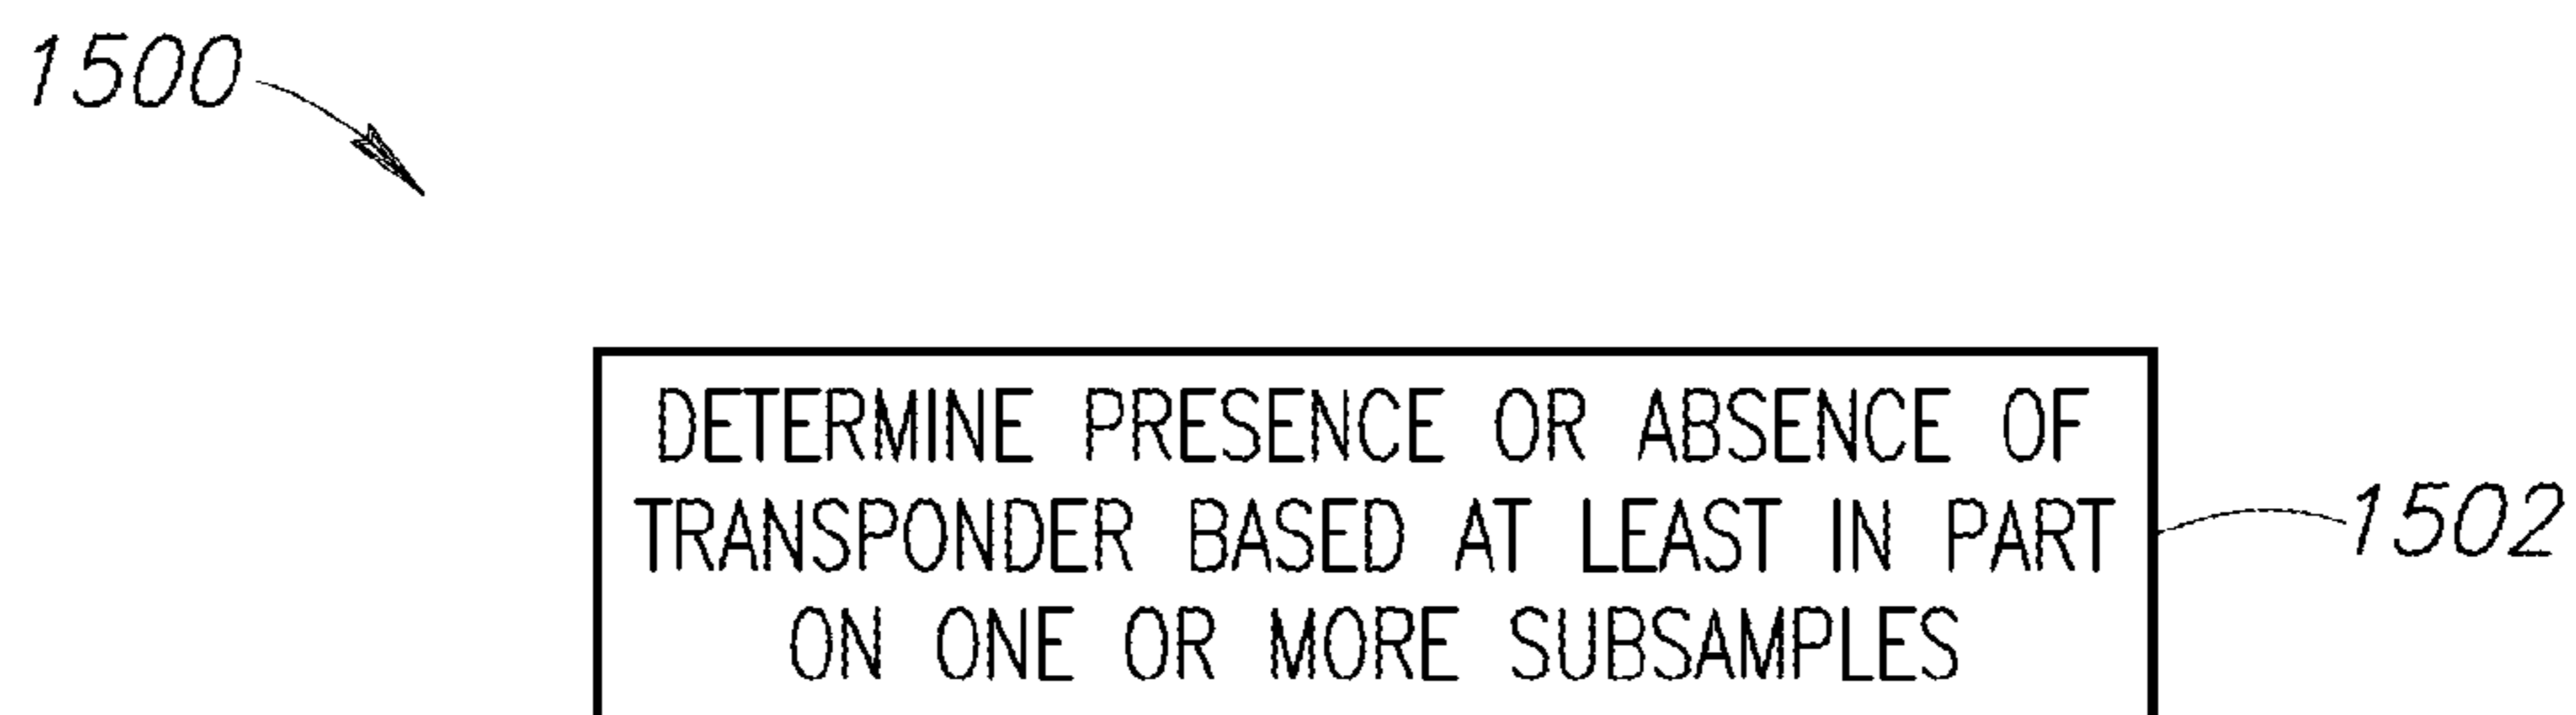 1500
DETERMINE PRESENCE OR ABSENCE OF
TRANSPONDER BASED AT LEAST IN PART
ON ONE OR MORE SUBSAMPLES
1502